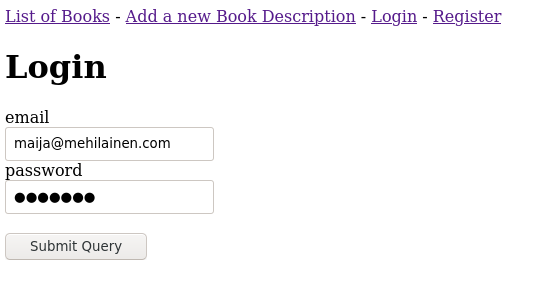 List of Books - Add a new Book Description - Login - Register
Login
email
maija@mehilainen.com
password
●●●●●●●
Submit Query